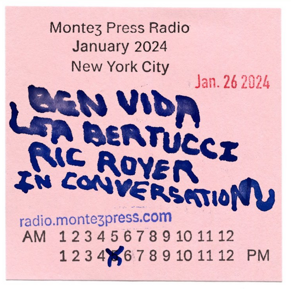 Montez Press Radio
January 2024
New York City
Jan. 26 2024
BEN VIDA
LEA BERTUCCI
RIC ROYER
IN CONVERSATION
radio.montezpress.com
AM 1 2 3 4 5 6 7 8 9 10 11 12
1 2 3 4 5 6 7 8 9 10 11 12 PM